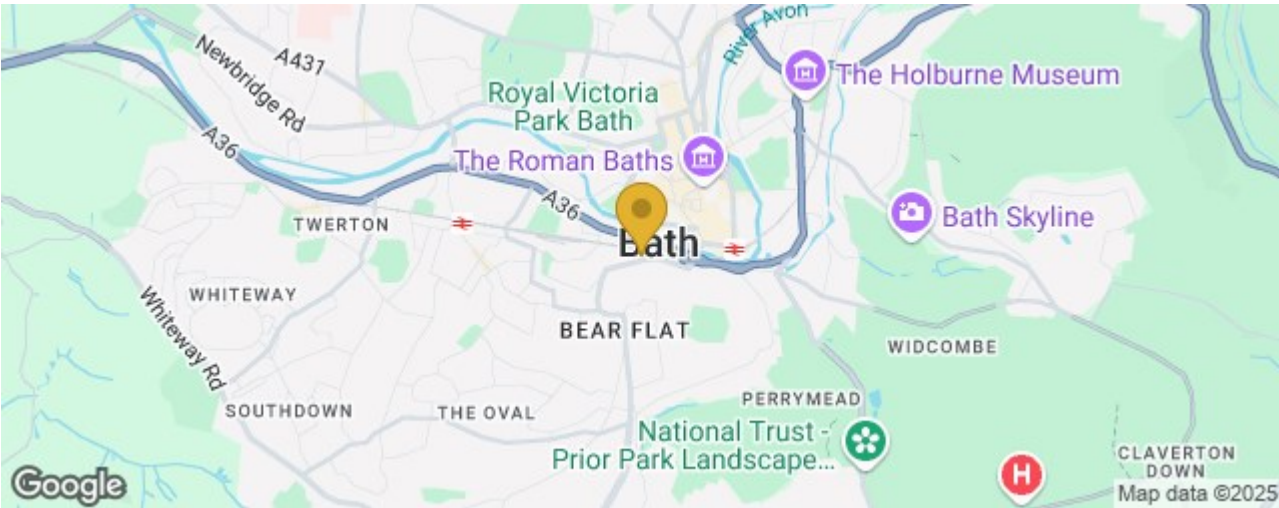 River Avon
A431
Newbridge Rd
The Holburne Museum
Royal Victoria
Park Bath
A36
The Roman Baths
A36
Bath Skyline
TWERTON
Bath
WHITEWAY
Whiteway Rd
BEAR FLAT
WIDCOMBE
SOUTHDOWN
THE OVAL
PERRYMEAD
National Trust -
Prior Park Landscape...
CLAVERTON
DOWN
H
Google
Map data ©2025